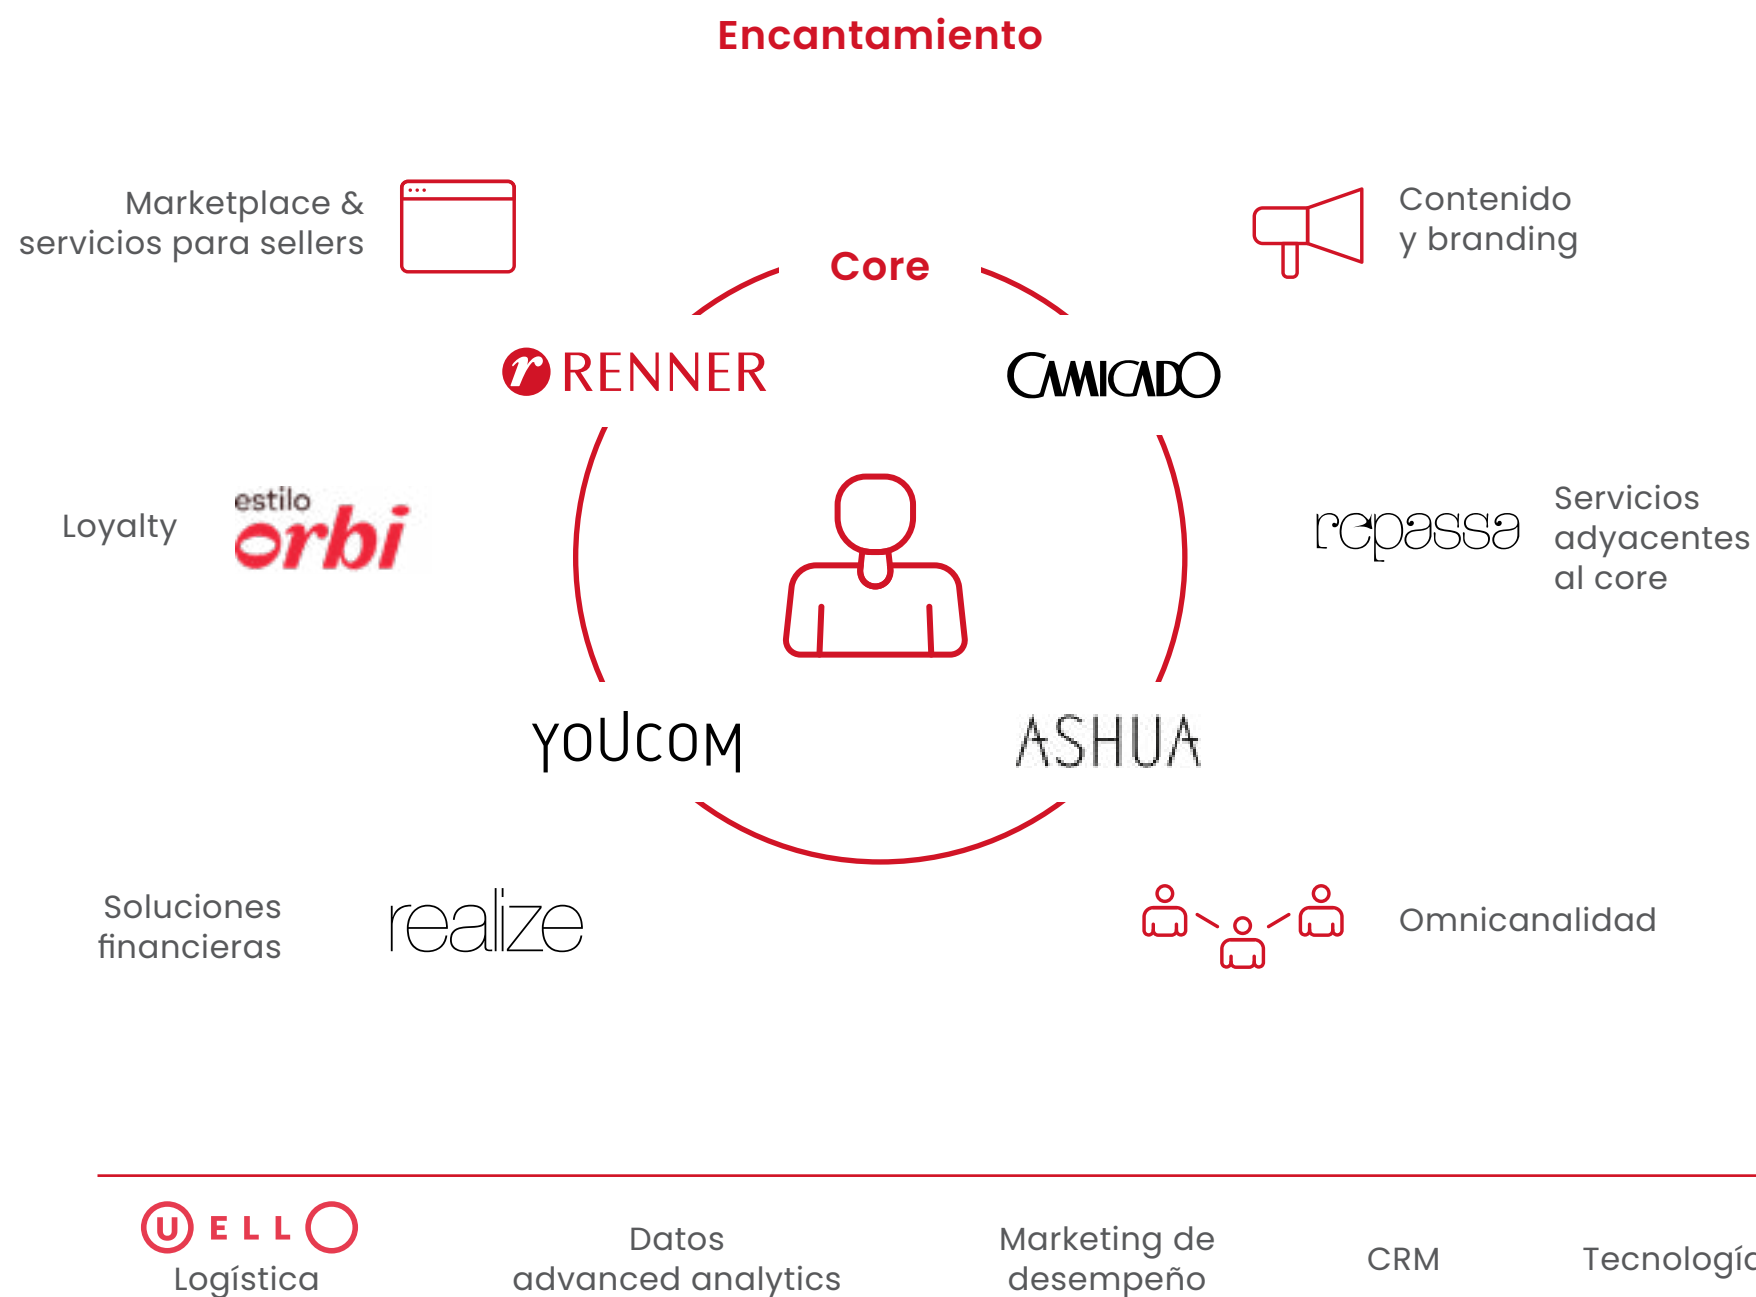 Encantamiento
Marketplace &
servicios para sellers
Contenido
y branding
Core
RENNER
CAMICADO
Loyalty
estilo
orbi
repassa
Servicios
adyacentes
al core
YOUCOM
ASHUA
Soluciones
financieras
realize
Omnicanalidad
UELLO
Logística
Datos
advanced analytics
Marketing de
desempeño
CRM
Tecnología